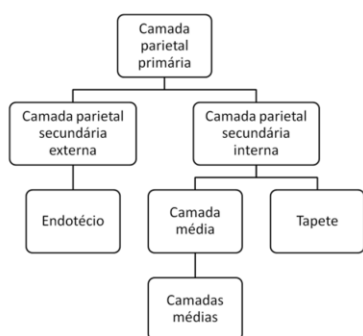 Camada
parietal
primária
Camada parietal
secundária
externa
Camada parietal
secundária
interna
Endotécio
Camada
média
Tapete
Camadas
médias